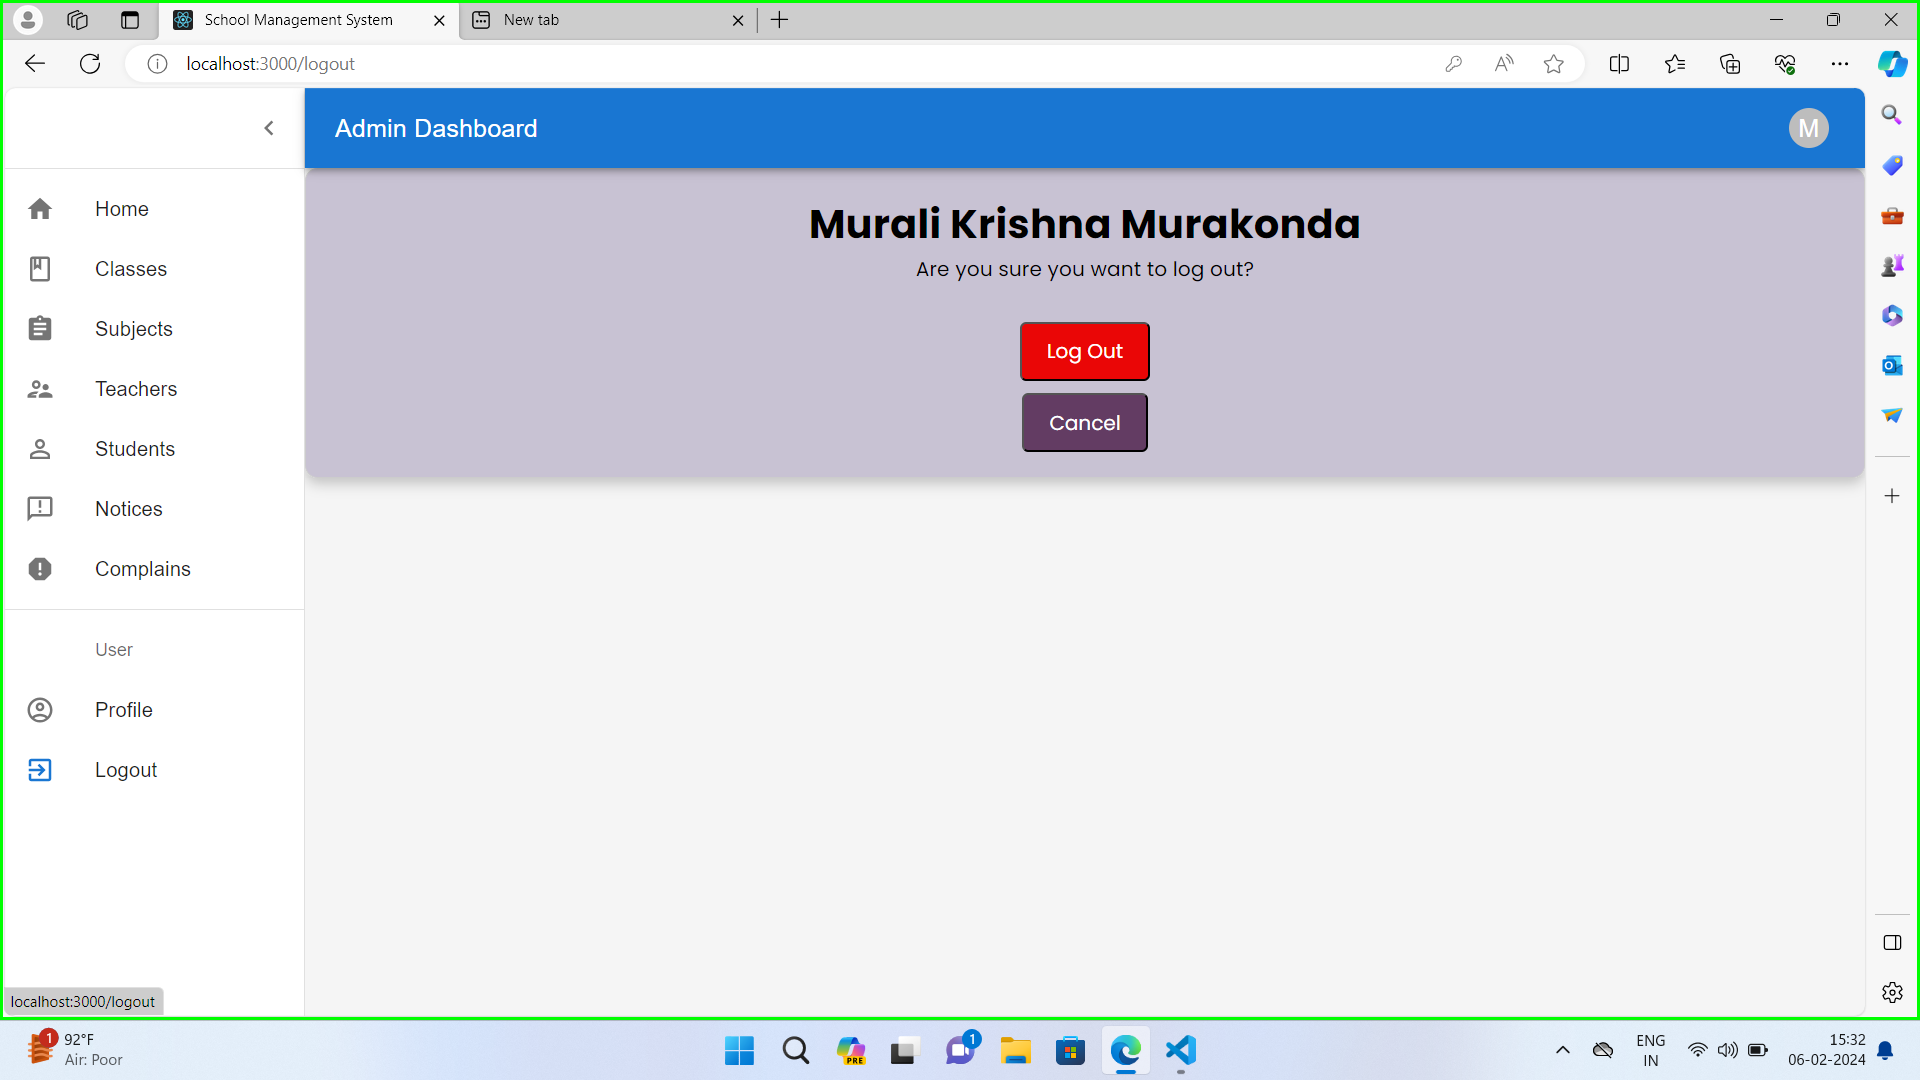 School Management System
New tab
localhost:3000/logout
Admin Dashboard
M
Home
Classes
Subjects
Teachers
Students
Notices
Complains
User
Profile
Logout
Murali Krishna Murakonda
Are you sure you want to log out?
Log Out
Cancel
localhost:3000/logout
1
92°F
Air: Poor
PRE
1
ENG
IN
15:32
06-02-2024